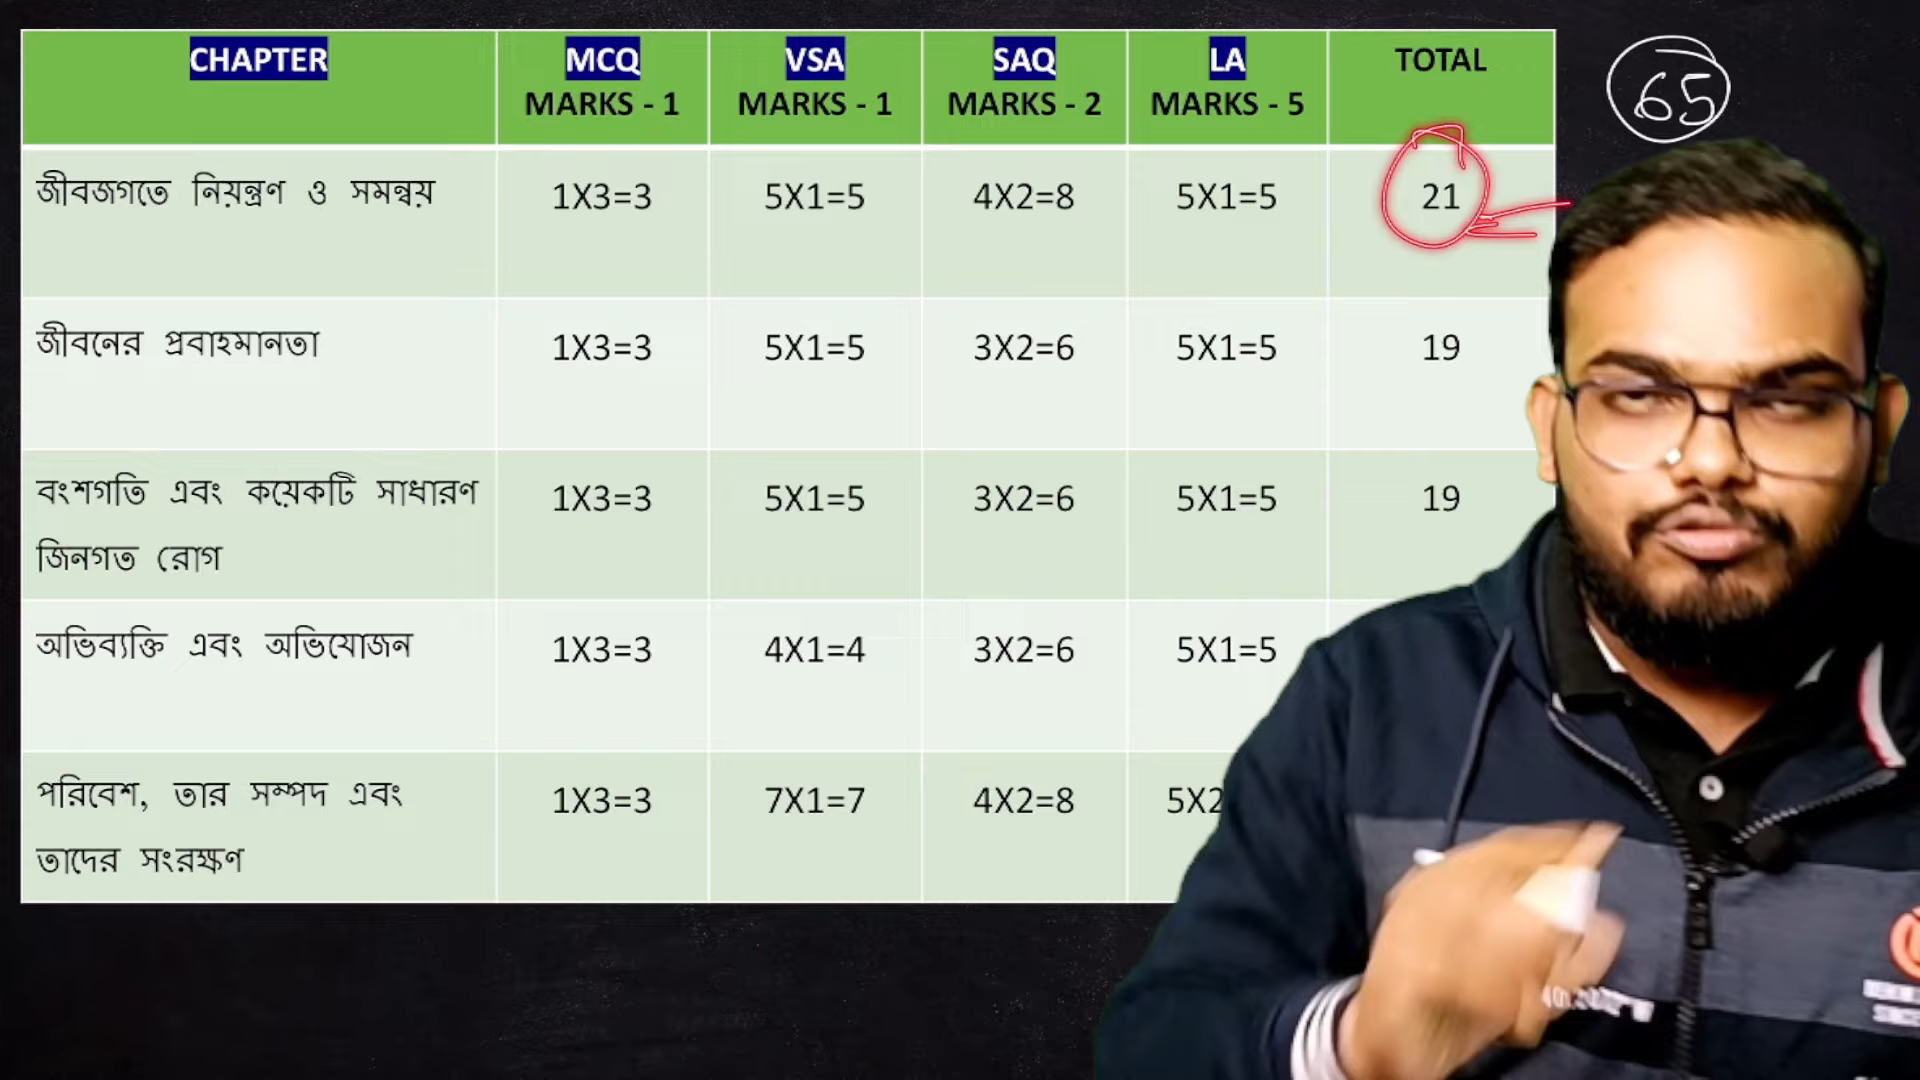 CHAPTER MCQ VSA SAQ LA TOTAL
MARKS - 1 MARKS - 1 MARKS - 2 MARKS - 5
65
জীবজগতে নিয়ন্ত্রণ ও সমন্বয় 1X3=3 5X1=5 4X2=8 5X1=5 21
জীবনের প্রবাহমানতা 1X3=3 5X1=5 3X2=6 5X1=5 19
বংশগতি এবং কয়েকটি সাধারণ 1X3=3 5X1=5 3X2=6 5X1=5 19
জিনগত রোগ
অভিব্যক্তি এবং অভিযোজন 1X3=3 4X1=4 3X2=6 5X1=5
পরিবেশ, তার সম্পদ এবং 1X3=3 7X1=7 4X2=8 5X2
তাদের সংরক্ষণ